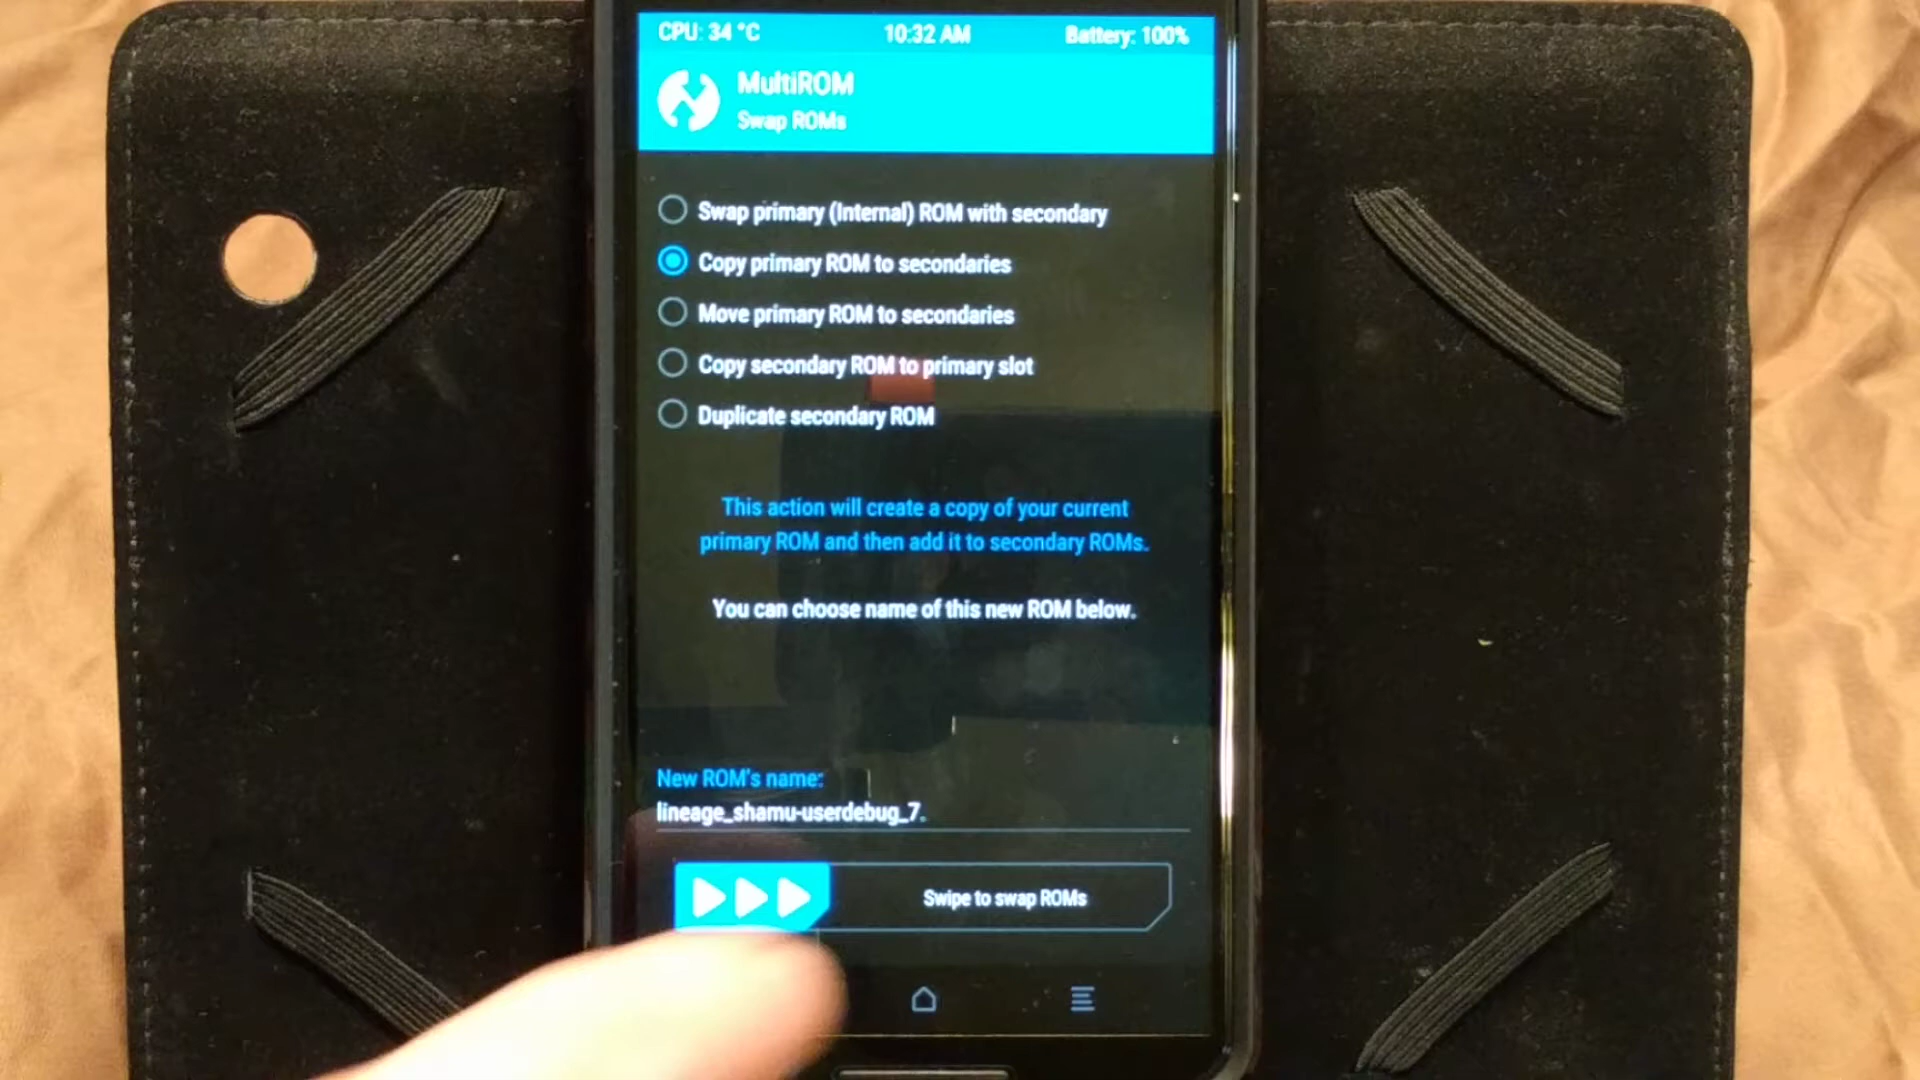 CPU: 34 °C 10:32 AM Battery: 100%
MultiROM
Swap ROMs
Swap primary (Internal) ROM with secondary
Copy primary ROM to secondaries
Move primary ROM to secondaries
Copy secondary ROM to primary slot
Duplicate secondary ROM
This action will create a copy of your current
primary ROM and then add it to secondary ROMs.
You can choose name of this new ROM below.
New ROM's name:
lineage_shamu-userdebug_7.
Swipe to swap ROMs